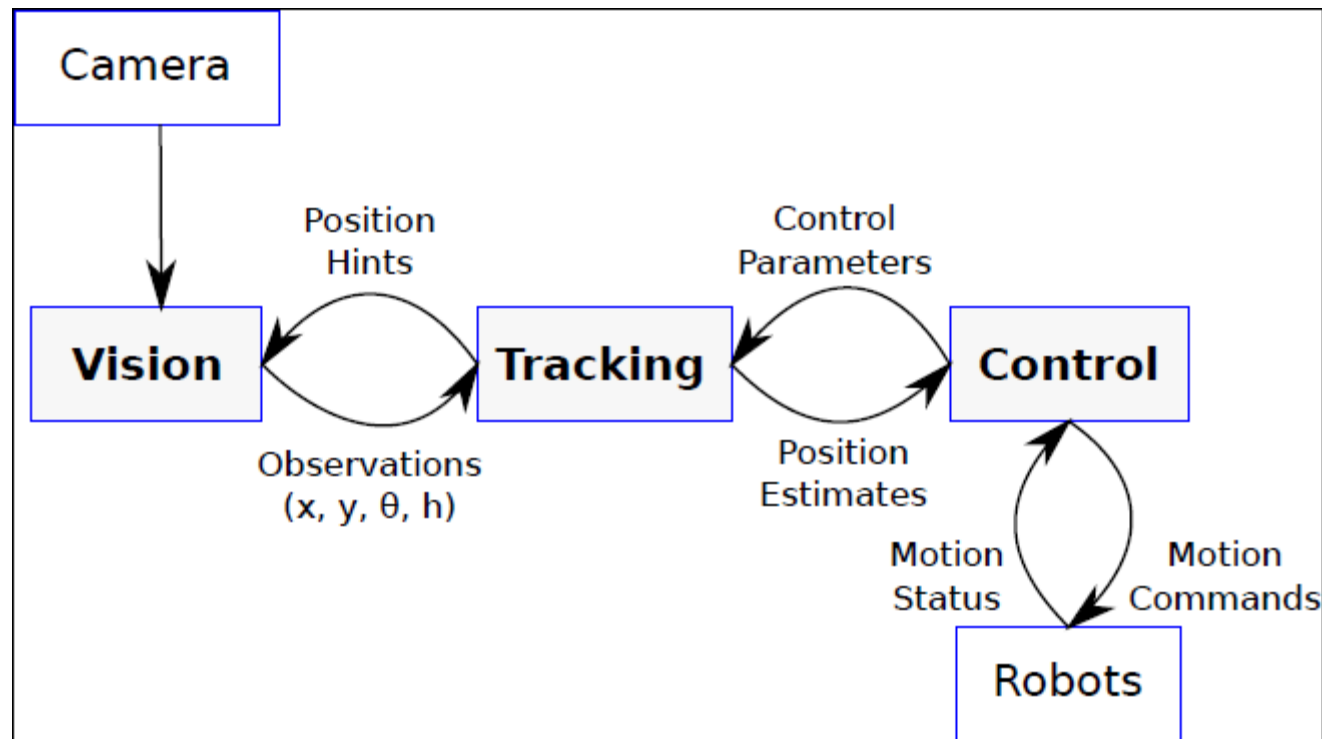 Camera
Position
Hints
Control
Parameters
Vision
Tracking
Control
Observations
(x, y, θ, h)
Position
Estimates
Motion
Status
Motion
Commands
Robots